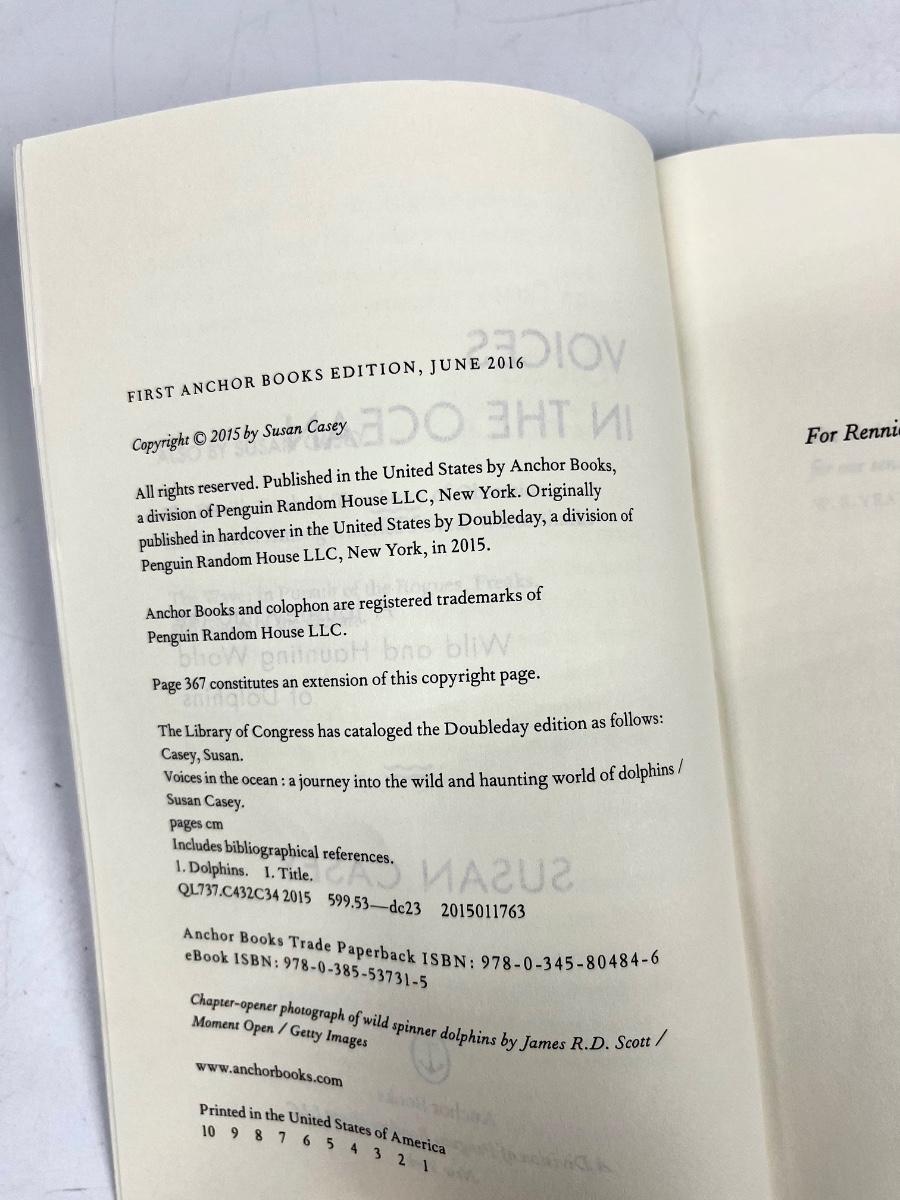 FIRST ANCHOR BOOKS EDITION, JUNE 2016
Copyright © 2015 by Susan Casey
All rights reserved. Published in the United States by Anchor Books,
a division of Penguin Random House LLC, New York. Originally
published in hardcover in the United States by Doubleday, a division of
Penguin Random House LLC, New York, in 2015.
Anchor Books and colophon are registered trademarks of
Penguin Random House LLC.
Page 367 constitutes an extension of this copyright page.
The Library of Congress has cataloged the Doubleday edition as follows:
Casey, Susan.
Voices in the ocean : a journey into the wild and haunting world of dolphins /
Susan Casey.
pages cm
Includes bibliographical references.
1. Dolphins. I. Title.
QL737.C432C34 2015 599.53—dc23 2015011763
Anchor Books Trade Paperback ISBN: 978-0-345-80484-6
eBook ISBN: 978-0-385-53731-5
Chapter-opener photograph of wild spinner dolphins by James R.D. Scott /
Moment Open / Getty Images
www.anchorbooks.com
Printed in the United States of America
10 9 8 7 6 5 4 3 2 1
For Rennie